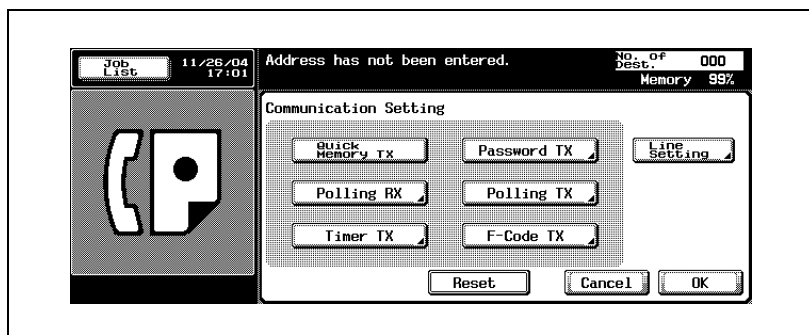 Job
List
11/26/04
17:01
Address has not been entered.
No. of
Dest.
000
Memory 99%
Communication Setting
Quick
Memory TX
Password TX
Line
Setting
Polling RX
Polling TX
Timer TX
F-Code TX
Reset
Cancel
OK